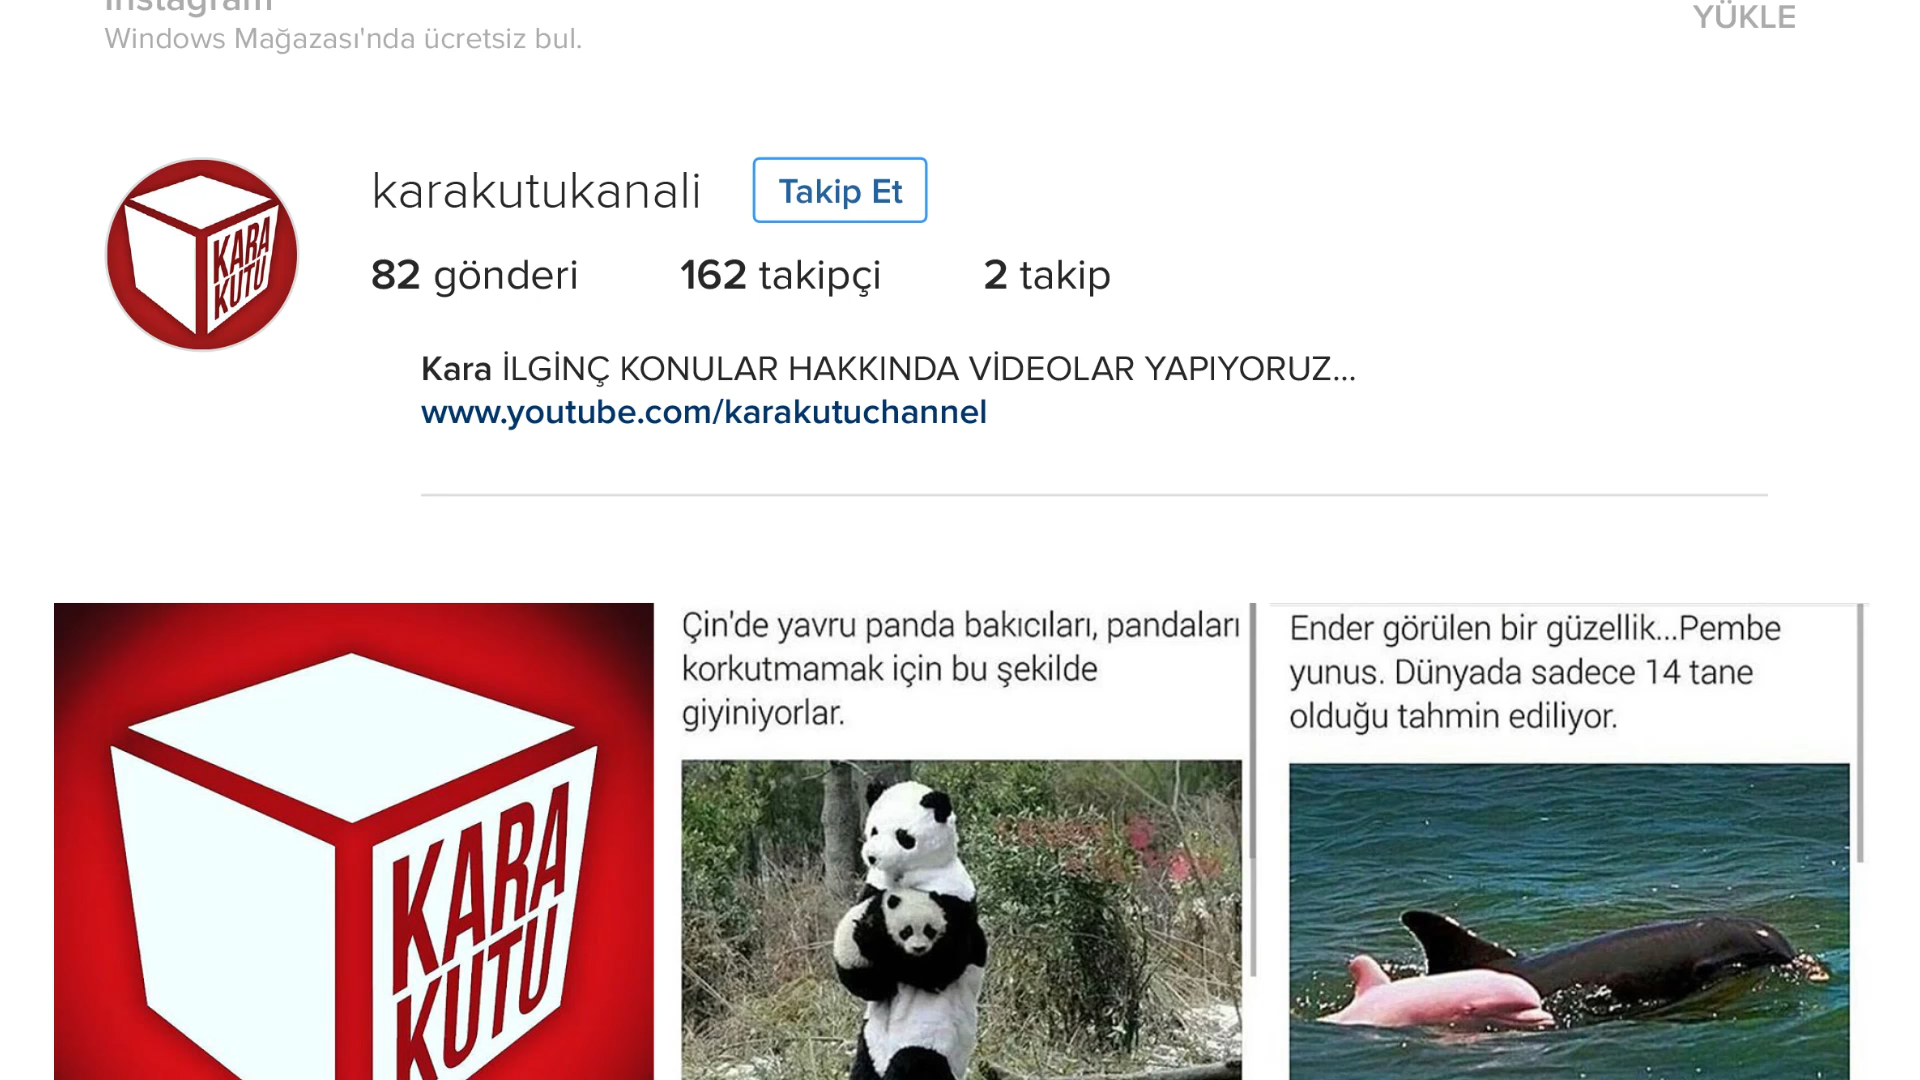 Instagram
Windows Mağazası'nda ücretsiz bul.
YÜKLE
KARA
KUTU
karakutukanali
Takip Et
82 gönderi 162 takipçi 2 takip
Kara İLGİNÇ KONULAR HAKKINDA VİDEOLAR YAPIYORUZ...
www.youtube.com/karakutuchannel
KARA
KUTU
Çin'de yavru panda bakıcıları, pandaları
korkutmamak için bu şekilde
giyiniyorlar.
Ender görülen bir güzellik...Pembe
yunus. Dünyada sadece 14 tane
olduğu tahmin ediliyor.